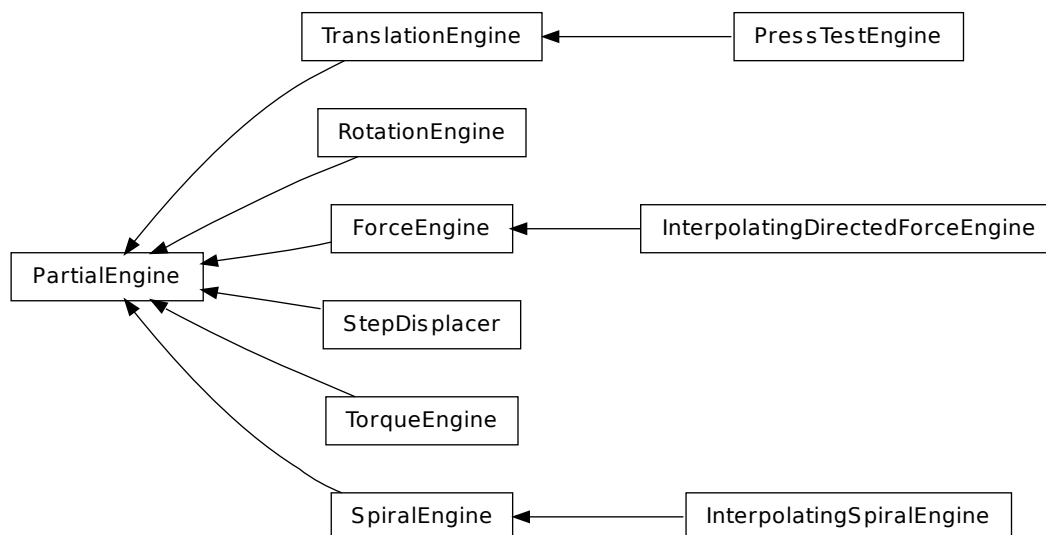 TranslationEngine
PressTestEngine
RotationEngine
ForceEngine
InterpolatingDirectedForceEngine
PartialEngine
StepDisplacer
TorqueEngine
SpiralEngine
InterpolatingSpiralEngine